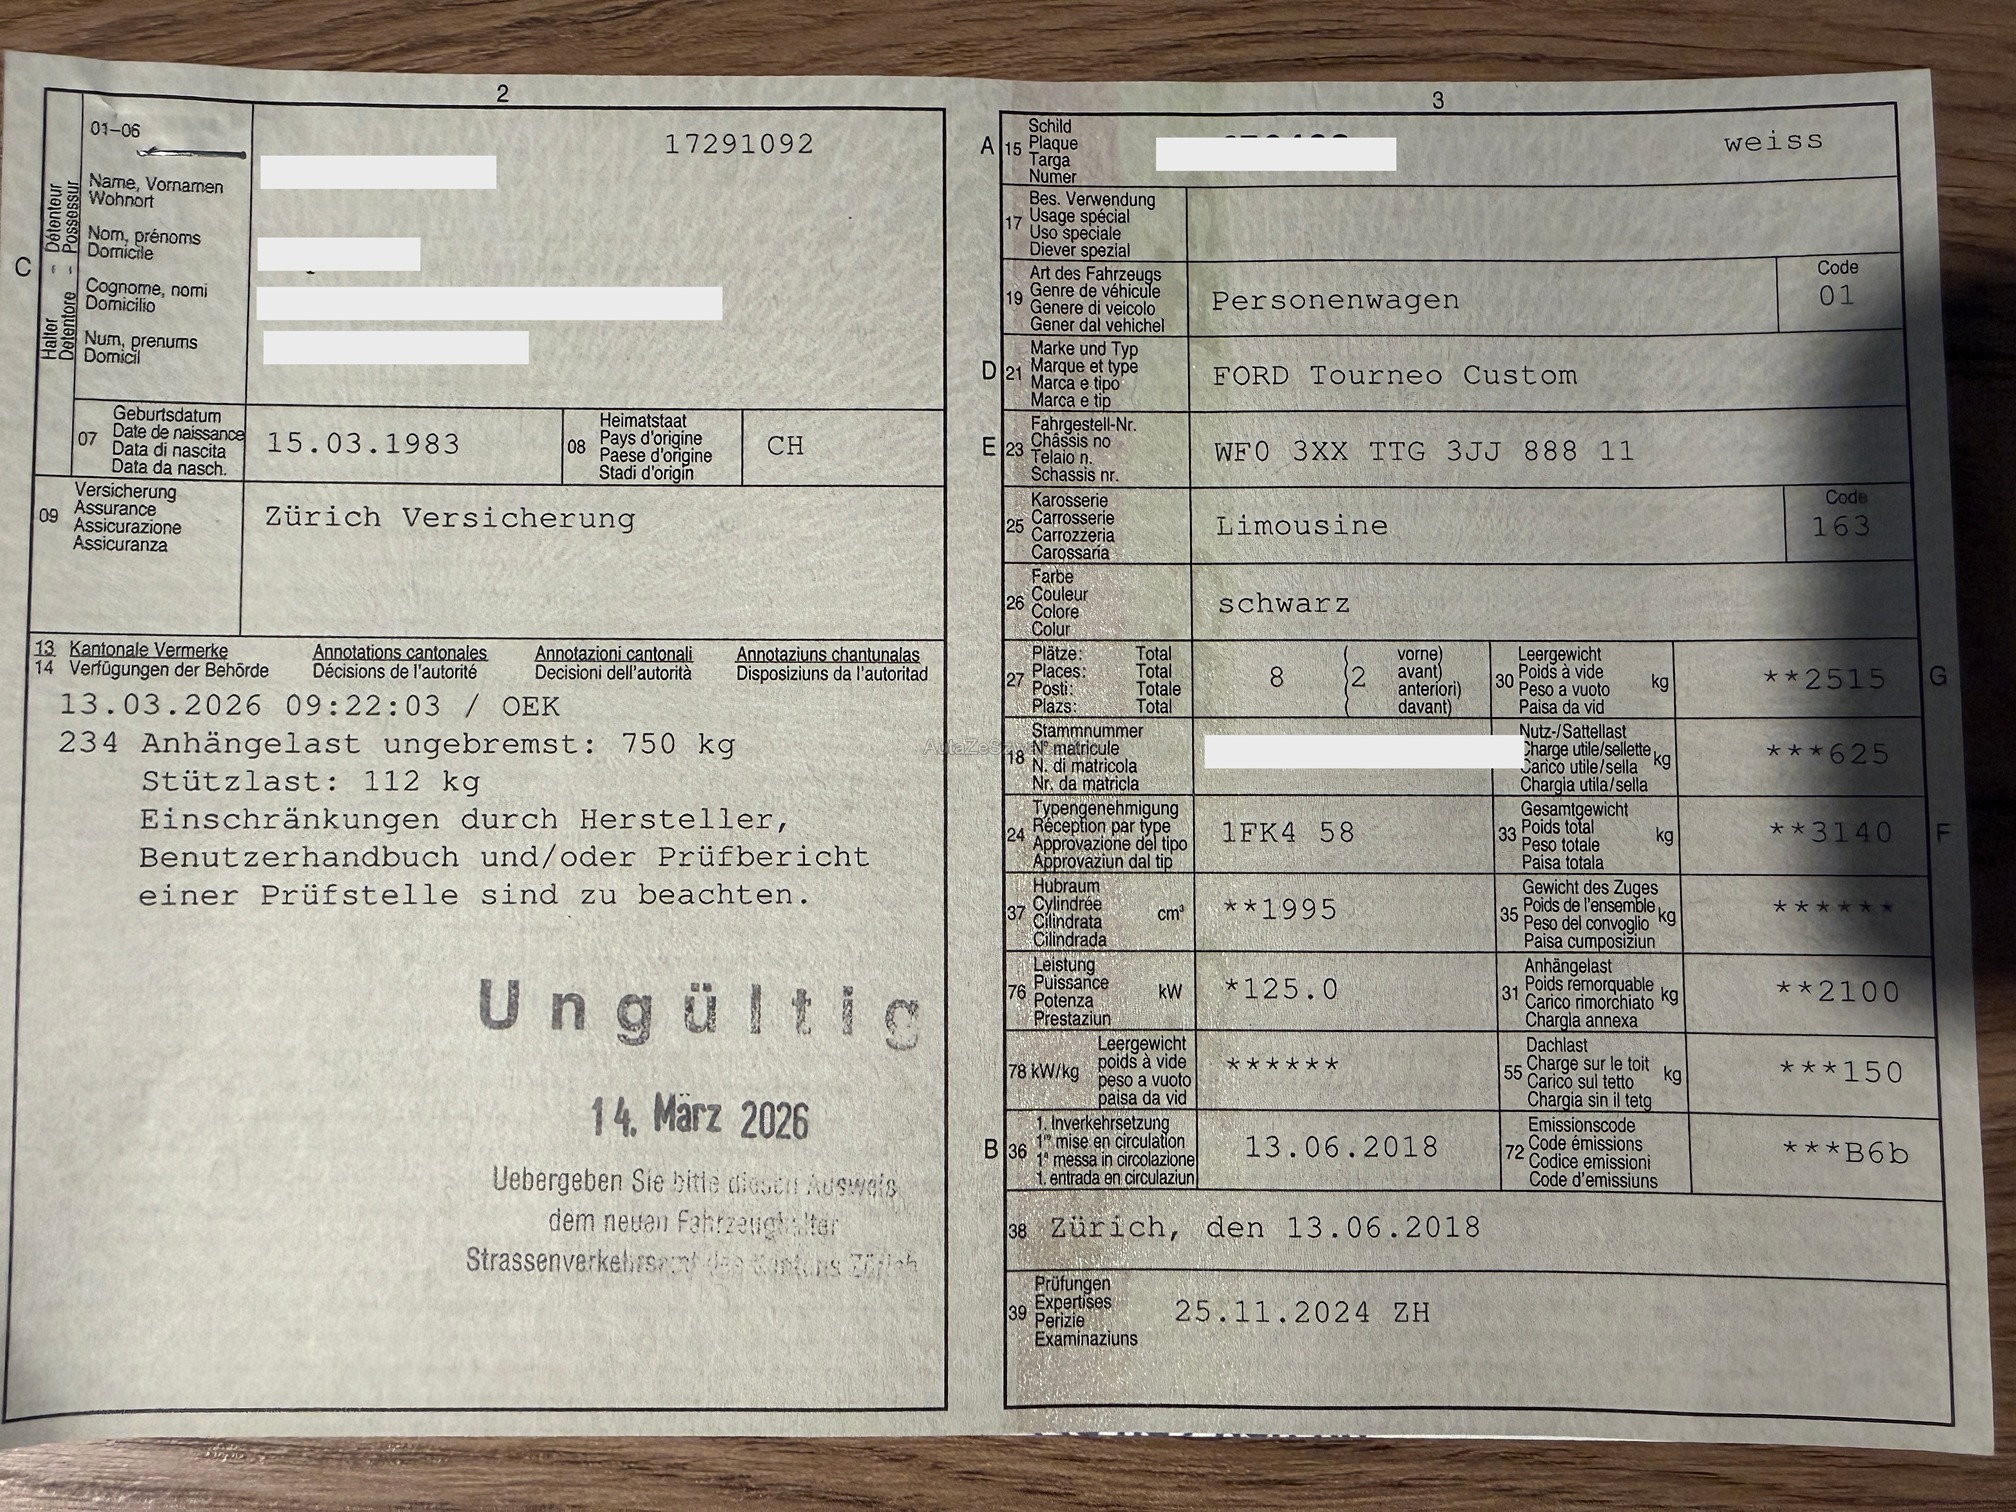 2
01-06
17291092
Name, Vornamen
Wohnort
Nom, prénoms
Domicile
Cognome, nomi
Domicilio
Num, prenums
Domicil
C
Halter - Détenteur
Detentore - Possessur
07
Geburtsdatum
Date de naissance
Data di nascita
Data da nasch.
15.03.1983
08
Heimatstaat
Pays d'origine
Paese d'origine
Stadi d'origin
CH
09
Versicherung
Assurance
Assicurazione
Assicuranza
Zürich Versicherung
13 Kantonale Vermerke Annotations cantonales Annotazioni cantonali Annotaziuns chantunalas
14 Verfügungen der Behörde Décisions de l'autorité Decisioni dell'autorità Disposiziuns da l'autoritad
13.03.2026 09:22:03 / OEK
234 Anhängelast ungebremst: 750 kg
Stützlast: 112 kg
Einschränkungen durch Hersteller,
Benutzerhandbuch und/oder Prüfbericht
einer Prüfstelle sind zu beachten.
Ungültig
14. März 2026
Uebergeben Sie bitte diesen Ausweis
dem neuen Fahrzeughalter
Strassenverkehrsamt des Kantons Zürich
3
A 15
Schild
Plaque
Targa
Numer
weiss
17
Bes. Verwendung
Usage spécial
Uso speciale
Diever spezial
19
Art des Fahrzeugs
Genre de véhicule
Genere di veicolo
Gener dal vehichel
Personenwagen
Code
01
D 21
Marke und Typ
Marque et type
Marca e tipo
Marca e tip
FORD Tourneo Custom
E 23
Fahrgestell-Nr.
Châssis no
Telaio n.
Schassis nr.
WF0 3XX TTG 3JJ 888 11
25
Karosserie
Carrosserie
Carrozzeria
Carossaria
Limousine
Code
163
26
Farbe
Couleur
Colore
Colur
schwarz
27
Plätze: Total
Places: Total
Posti: Totale
Plazs: Total
8
( vorne)
(2 avant)
( anteriori)
( davant)
30
Leergewicht
Poids à vide
Peso a vuoto
Paisa da vid
kg
**2515
G
18
Stammnummer
N° matricule
N. di matricola
Nr. da matricla
Nutz-/Sattellast
Charge utile/sellette
Carico utile/sella
Chargia utila/sella
kg
***625
24
Typengenehmigung
Réception par type
Approvazione del tipo
Approvaziun dal tip
1FK4 58
33
Gesamtgewicht
Poids total
Peso totale
Paisa totala
kg
**3140
F
37
Hubraum
Cylindrée
Cilindrata
Cilindrada
cm³
**1995
35
Gewicht des Zuges
Poids de l'ensemble
Peso del convoglio
Paisa cumposiziun
kg
******
76
Leistung
Puissance
Potenza
Prestaziun
kW
*125.0
31
Anhängelast
Poids remorquable
Carico rimorchiato
Chargia annexa
kg
**2100
78 kW/kg
Leergewicht
poids à vide
peso a vuoto
paisa da vid
******
55
Dachlast
Charge sur le toit
Carico sul tetto
Chargia sin il tetg
kg
***150
B 36
1. Inverkehrsetzung
1re mise en circulation
1a messa in circolazione
1. entrada en circulaziun
13.06.2018
72
Emissionscode
Code émissions
Codice emissioni
Code d'emissiuns
***B6b
38 Zürich, den 13.06.2018
39
Prüfungen
Expertises
Perizie
Examinaziuns
25.11.2024 ZH